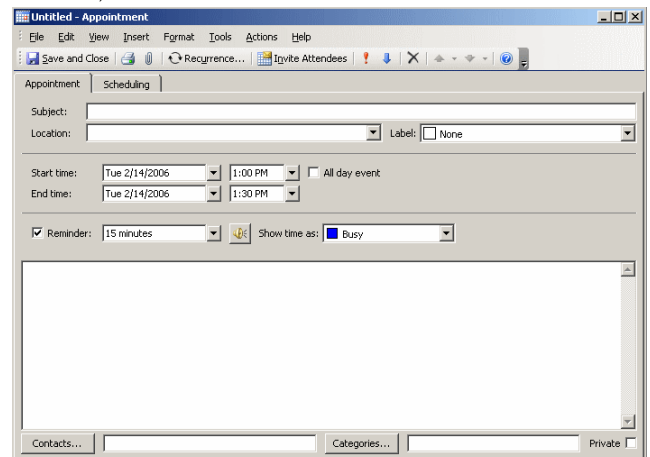 Untitled - Appointment
File Edit View Insert Format Tools Actions Help
Save and Close Recurrence... Invite Attendees
Appointment Scheduling
Subject:
Location: Label: None
Start time: Tue 2/14/2006 1:00 PM All day event
End time: Tue 2/14/2006 1:30 PM
Reminder: 15 minutes Show time as: Busy
Contacts... Categories... Private